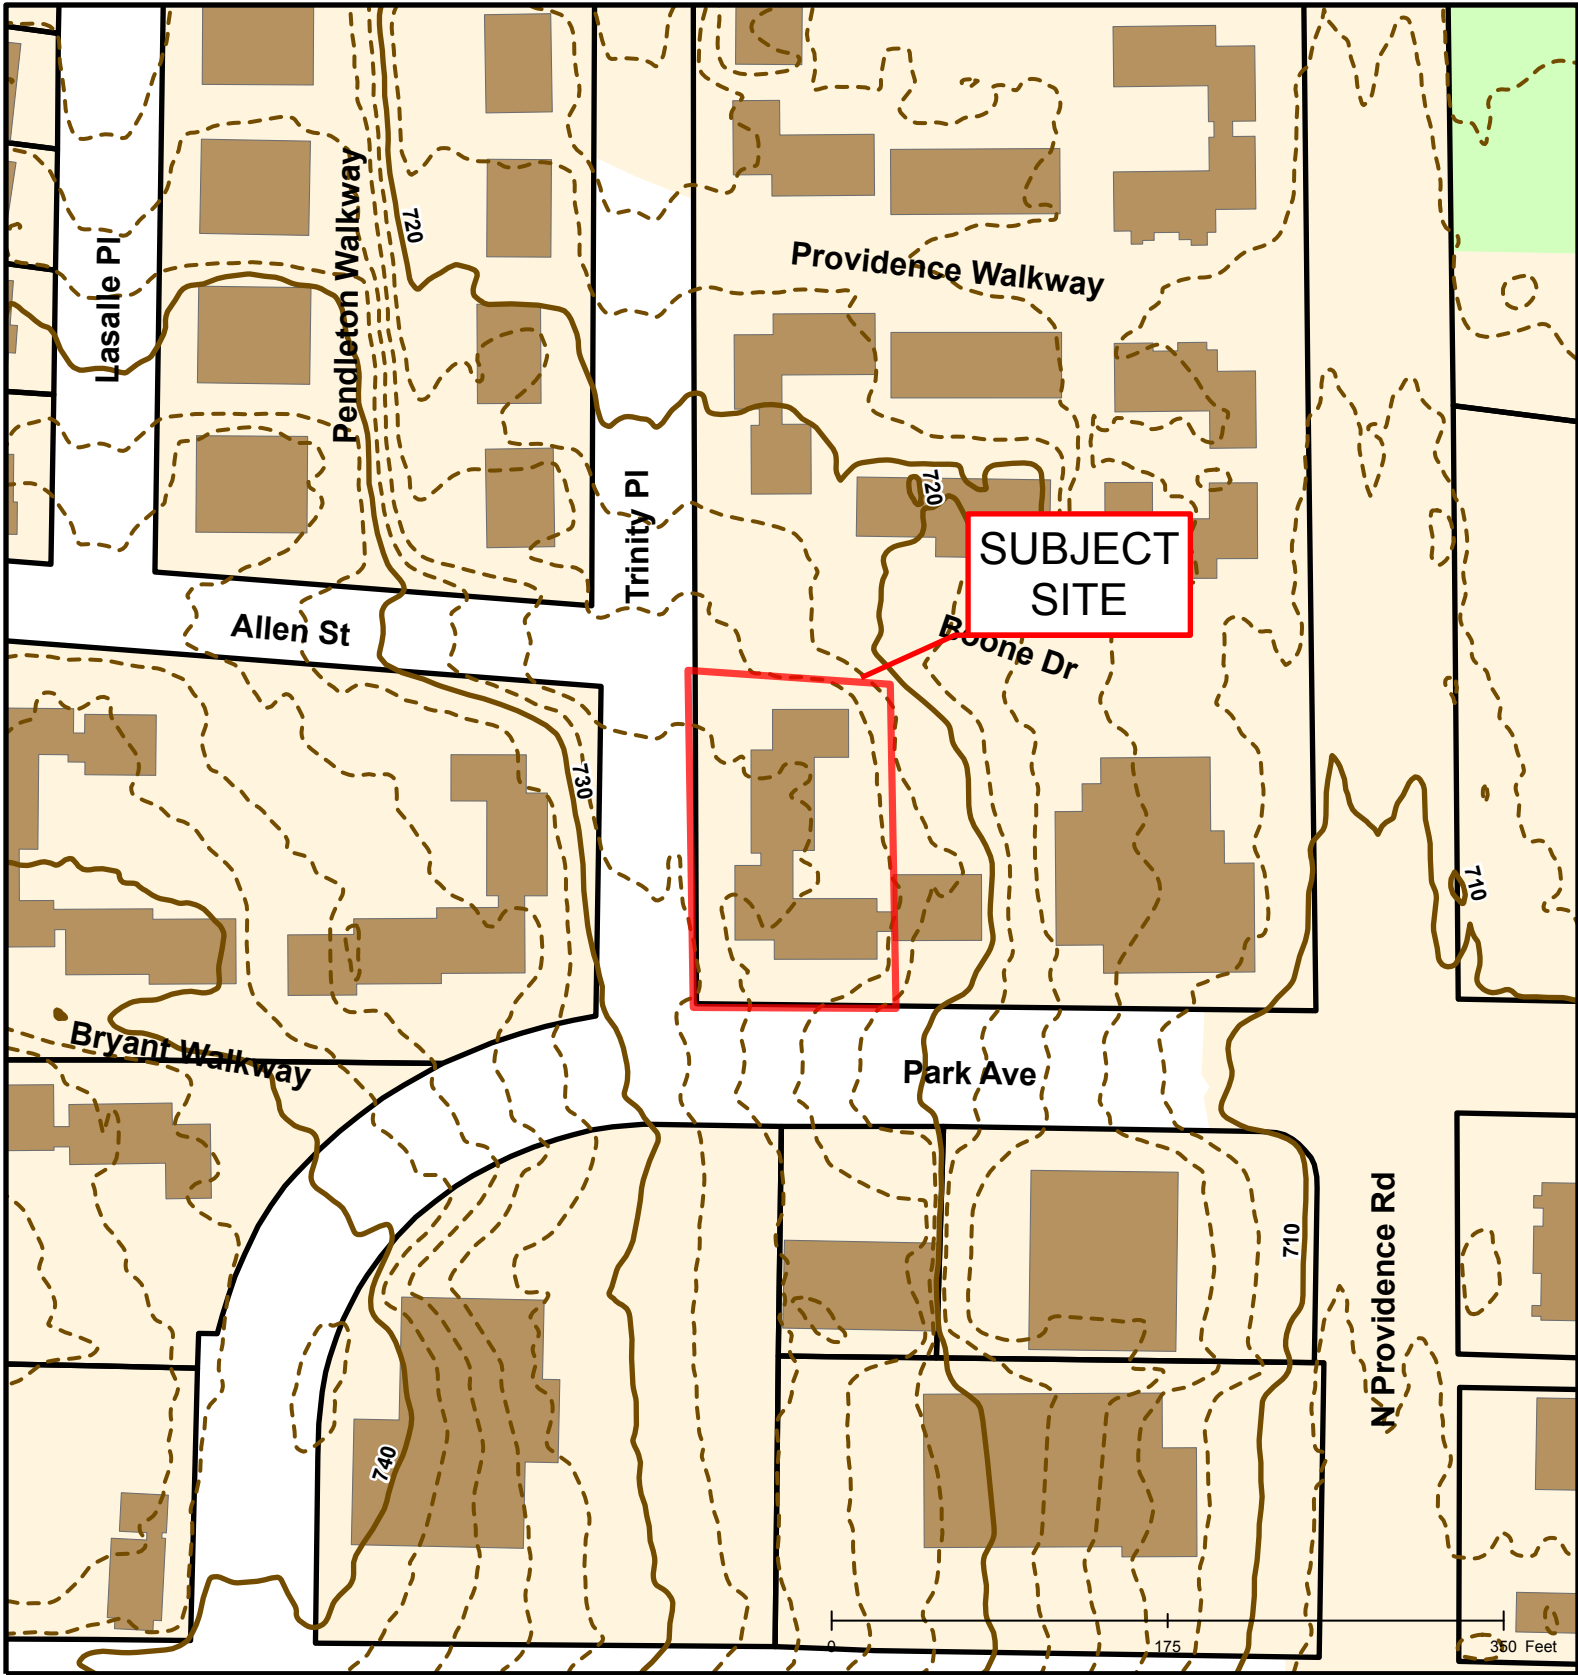 Lasalle Pl
Pendleton Walkway
720
Providence Walkway
Trinity Pl
720
SUBJECT
SITE
Allen St
Boone Dr
730
710
Bryant Walkway
Park Ave
N Providence Rd
710
740
0
175
350 Feet